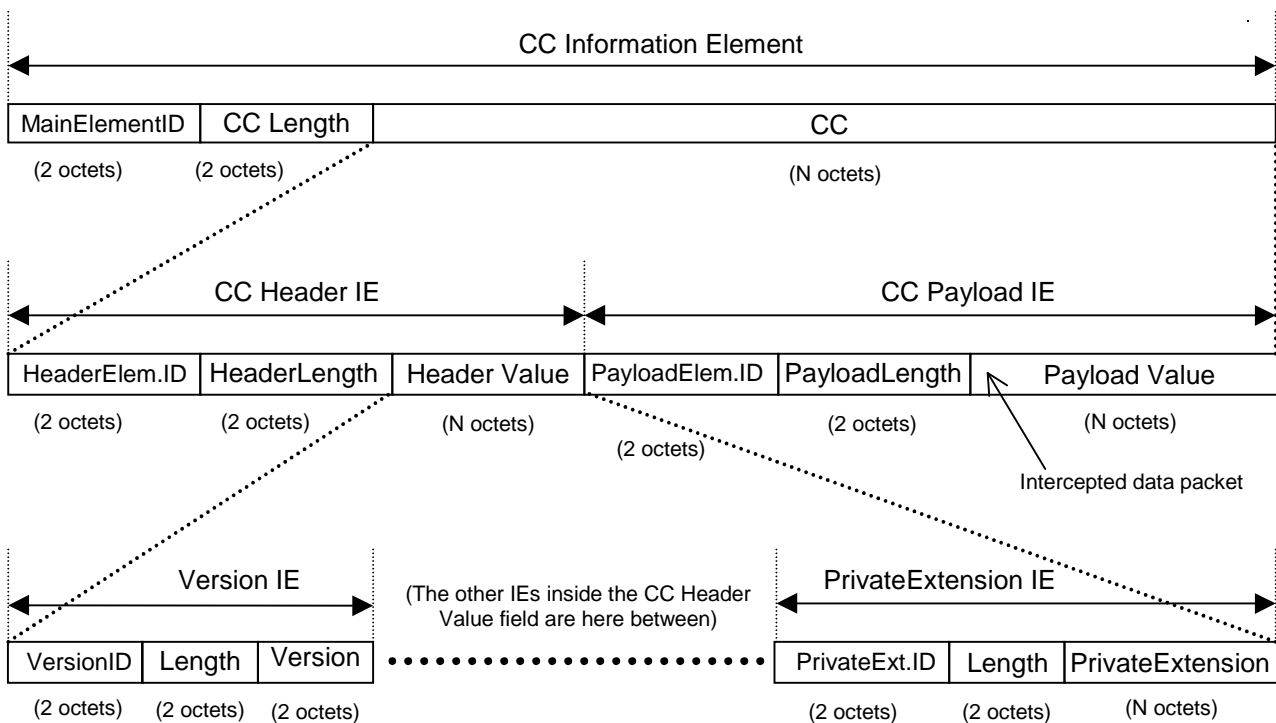 CC Information Element
MainElementID CC Length CC
(2 octets) (2 octets) (N octets)
CC Header IE CC Payload IE
HeaderElem.ID HeaderLength Header Value PayloadElem.ID PayloadLength Payload Value
(2 octets) (2 octets) (N octets) (2 octets) (2 octets) (N octets)
Intercepted data packet
Version IE (The other IEs inside the CC Header PrivateExtension IE
Value field are here between)
VersionID Length Version PrivateExt.ID Length PrivateExtension
(2 octets) (2 octets) (2 octets) (2 octets) (2 octets) (N octets)